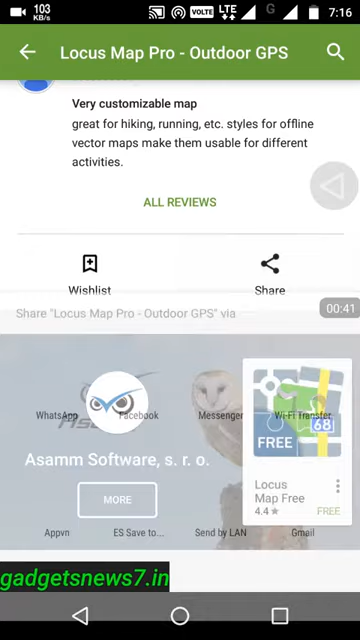 103
KB/s
VOLTE
LTE
G
7:16
Locus Map Pro - Outdoor GPS
Very customizable map
great for hiking, running, etc. styles for offline
vector maps make them usable for different
activities.
ALL REVIEWS
Wishlist
Share
Share "Locus Map Pro - Outdoor GPS" via
00:41
WhatsApp
Facebook
Messenger
Wi-Fi Transfer
68
FREE
Asamm Software, s. r. o.
MORE
Locus
Map Free
4.4★
FREE
Appvn
ES Save to...
Send by LAN
Gmail
gadgetsnews7.in